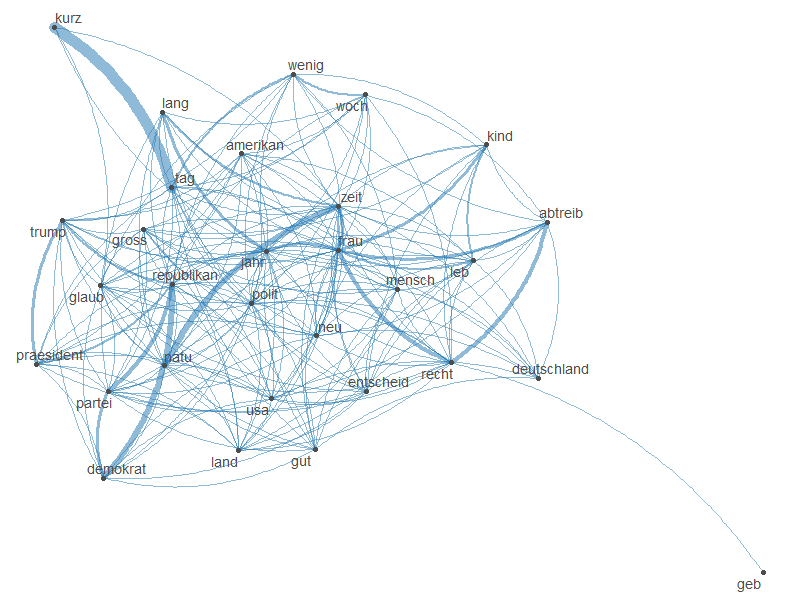 kurz
wenig
lang
woch
kind
amerikan
tag
zeit
abtreib
trump
gross
frau
jahr
leb
republikan
mensch
glaub
polit
neu
praesident
natu
deutschland
recht
entscheid
partei
usa
land
gut
demokrat
geb